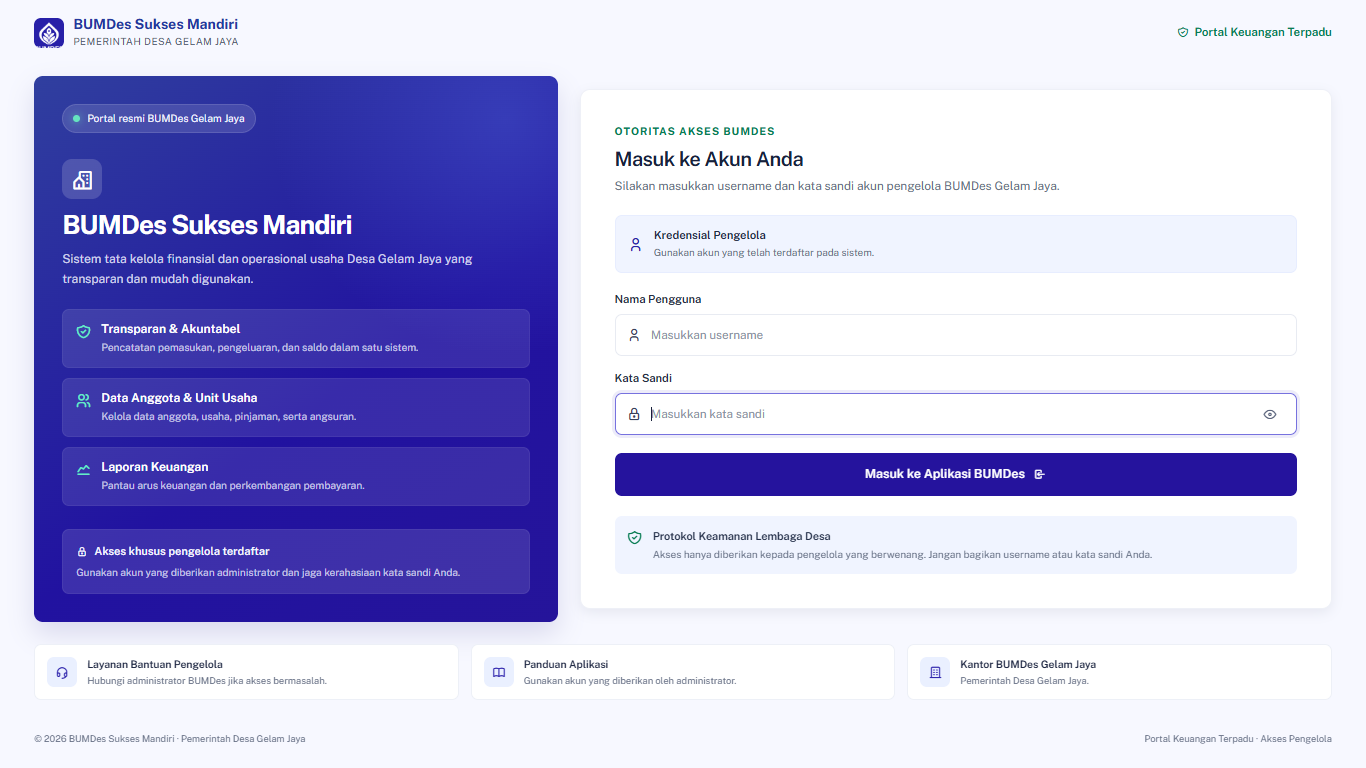 BUMDes Sukses Mandiri
PEMERINTAH DESA GELAM JAYA
Portal Keuangan Terpadu
Portal resmi BUMDes Gelam Jaya
BUMDes Sukses Mandiri
Sistem tata kelola finansial dan operasional usaha Desa Gelam Jaya yang
transparan dan mudah digunakan.
Transparan & Akuntabel
Pencatatan pemasukan, pengeluaran, dan saldo dalam satu sistem.
Data Anggota & Unit Usaha
Kelola data anggota, usaha, pinjaman, serta angsuran.
Laporan Keuangan
Pantau arus keuangan dan perkembangan pembayaran.
Akses khusus pengelola terdaftar
Gunakan akun yang diberikan administrator dan jaga kerahasiaan kata sandi Anda.
OTORITAS AKSES BUMDES
Masuk ke Akun Anda
Silakan masukkan username dan kata sandi akun pengelola BUMDes Gelam Jaya.
Kredensial Pengelola
Gunakan akun yang telah terdaftar pada sistem.
Nama Pengguna
Masukkan username
Kata Sandi
Masukkan kata sandi
Masuk ke Aplikasi BUMDes
Protokol Keamanan Lembaga Desa
Akses hanya diberikan kepada pengelola yang berwenang. Jangan bagikan username atau kata sandi Anda.
Layanan Bantuan Pengelola
Hubungi administrator BUMDes jika akses bermasalah.
Panduan Aplikasi
Gunakan akun yang diberikan oleh administrator.
Kantor BUMDes Gelam Jaya
Pemerintah Desa Gelam Jaya.
© 2026 BUMDes Sukses Mandiri · Pemerintah Desa Gelam Jaya
Portal Keuangan Terpadu · Akses Pengelola